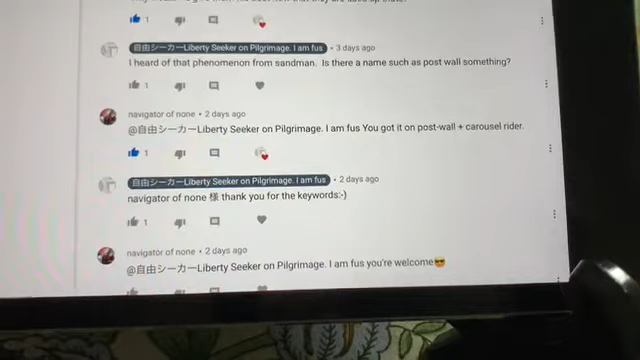 1
自由シーカーLiberty Seeker on Pilgrimage. I am fus • 3 days ago
I heard of that phenomenon from sandman. Is there a name such as post wall something?
1
navigator of none • 2 days ago
@自由シーカーLiberty Seeker on Pilgrimage. I am fus You got it on post-wall + carousel rider.
1
自由シーカーLiberty Seeker on Pilgrimage. I am fus • 2 days ago
navigator of none 様 thank you for the keywords:-)
1
navigator of none • 2 days ago
@自由シーカーLiberty Seeker on Pilgrimage. I am fus you're welcome😎